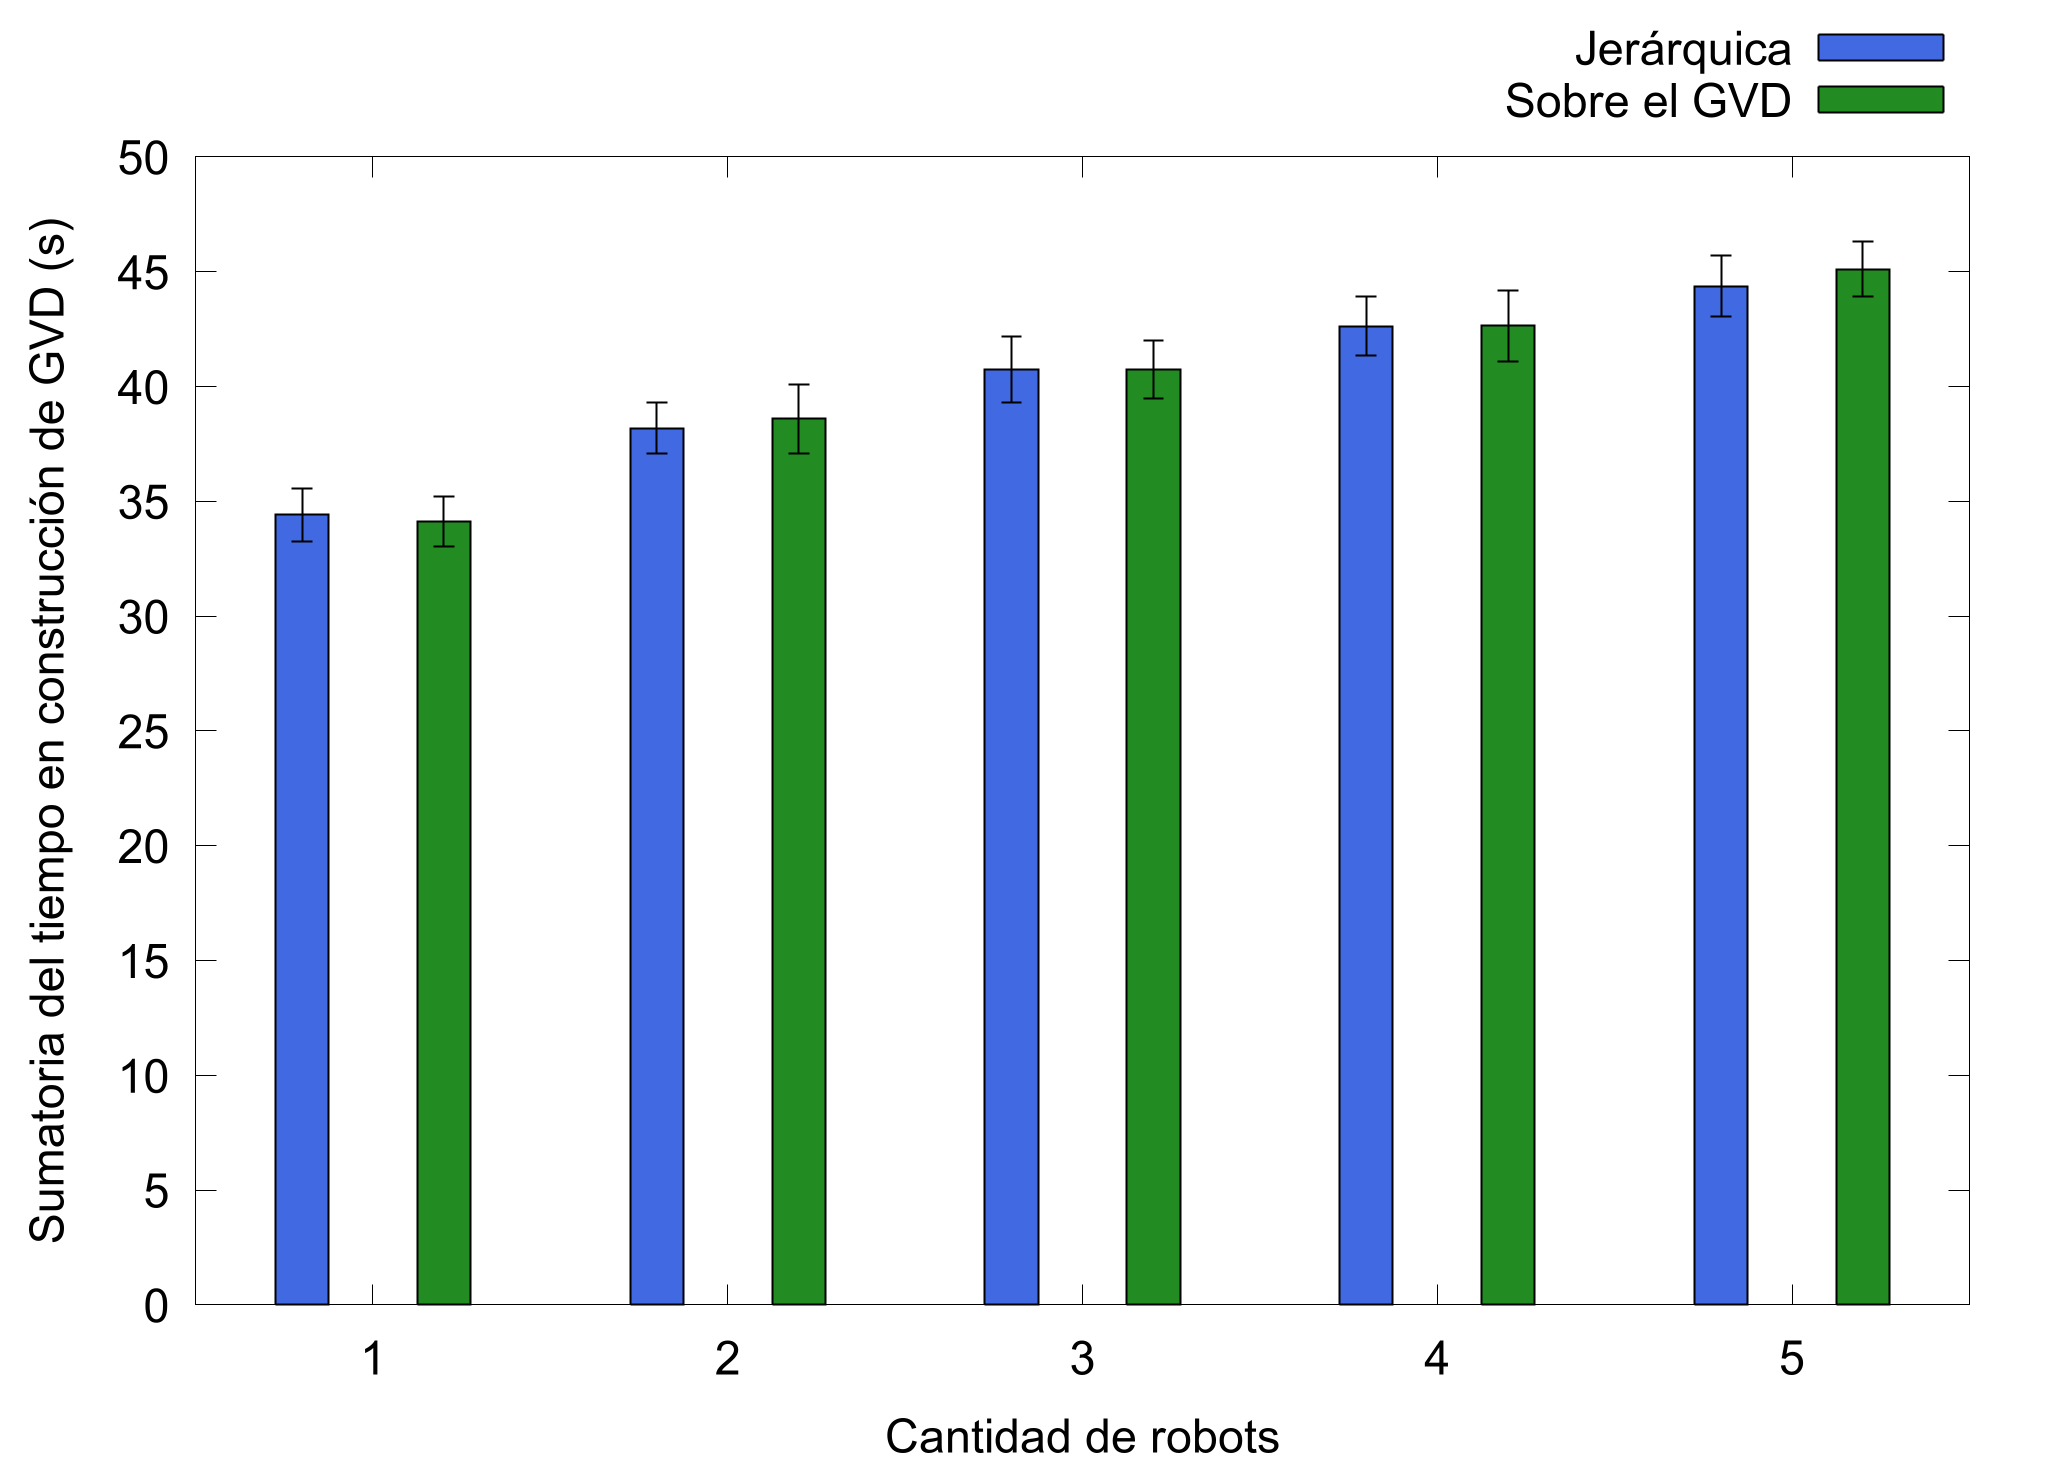 Jerárquica
Sobre el GVD
Sumatoria del tiempo en construcción de GVD (s)
50
45
40
35
30
25
20
15
10
5
0
1 2 3 4 5
Cantidad de robots